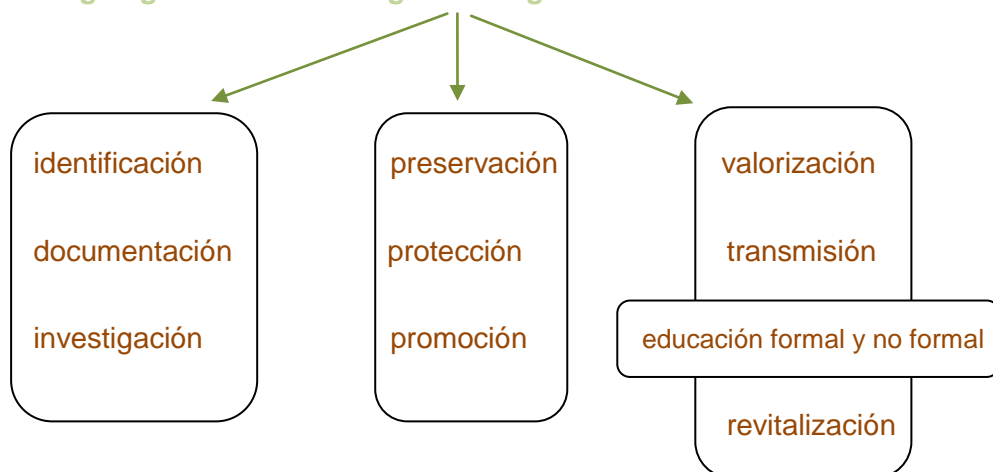 identificación
documentación
investigación
preservación
protección
promoción
valorización
transmisión
educación formal y no formal
revitalización